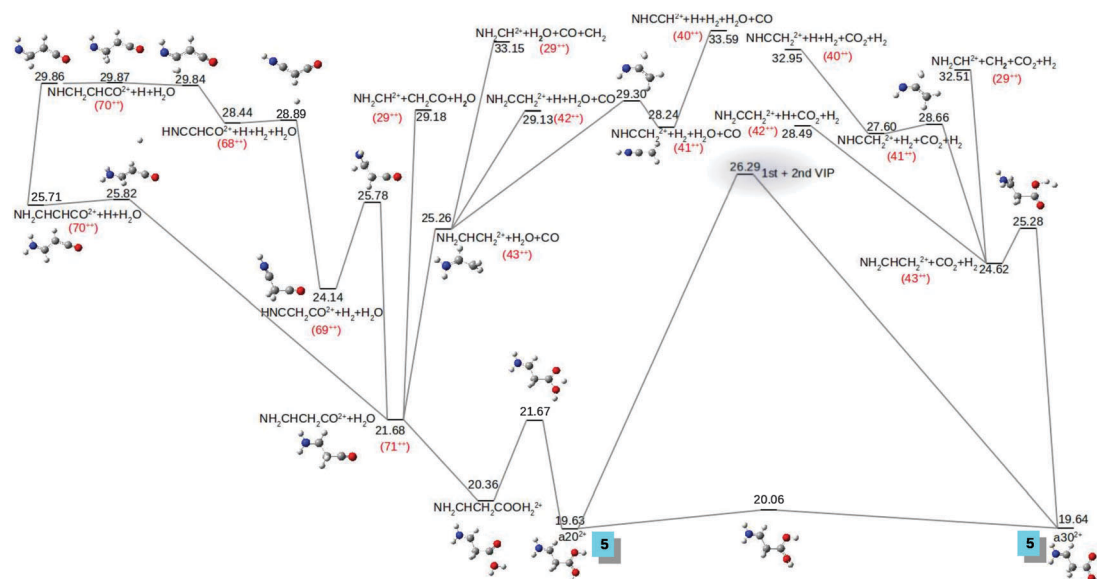 29.86
29.87
29.84
NHCH₂CHCO²⁺+H+H₂O
(70⁺⁺)
28.44
28.89
HNCCHCO²⁺+H+H₂+H₂O
(68⁺⁺)
NH₂CH²⁺+H₂O+CO+CH₂
33.15
(29⁺⁺)
NH₂CH²⁺+CH₂CO+H₂O
(29⁺⁺)
29.18
NH₂CCH₂²⁺+H+H₂O+CO
29.13
(42⁺⁺)
29.30
NHCCH²⁺+H+H₂+H₂O+CO
(40⁺⁺)
33.59
28.24
NHCCH₂²⁺+H₂+H₂O+CO
(41⁺⁺)
NHCCH₂²⁺+H+H₂+CO₂+H₂
32.95
(40⁺⁺)
NH₂CH²⁺+CH₂+CO₂+H₂
32.51
(29⁺⁺)
NH₂CCH₂²⁺+H+CO₂+H₂
(42⁺⁺)
28.49
27.60
28.66
NHCCH₂²⁺+H₂+CO₂+H₂
(41⁺⁺)
26.29
1st + 2nd VIP
25.71
25.82
NH₂CHCHCO²⁺+H+H₂O
(70⁺⁺)
25.78
25.26
NH₂CHCH₂²⁺+H₂O+CO
(43⁺⁺)
25.28
NH₂CHCH₂²⁺+CO₂+H₂
24.62
(43⁺⁺)
24.14
HNCCH₂CO²⁺+H₂+H₂O
(69⁺⁺)
NH₂CHCH₂CO²⁺+H₂O
21.68
(71⁺⁺)
21.67
20.36
NH₂CHCH₂COOH₂²⁺
19.63
a20²⁺
5
20.06
19.64
5
a30²⁺